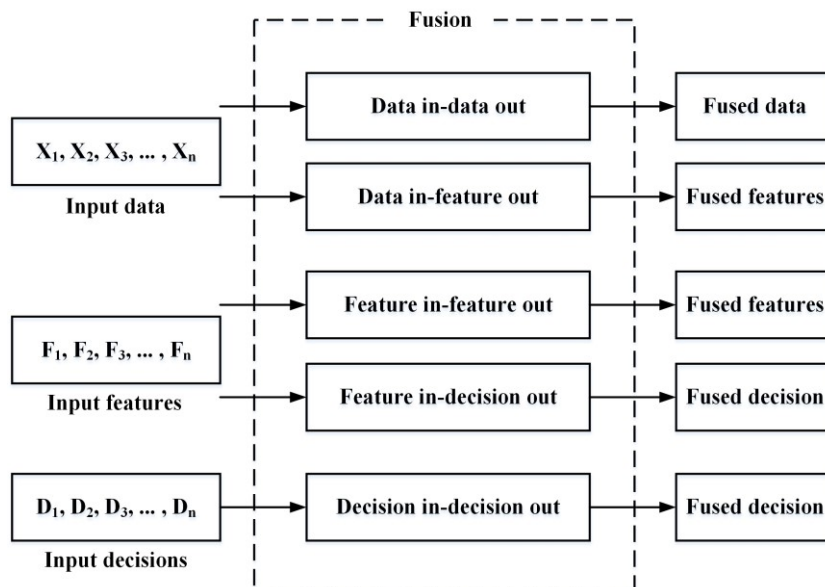 Fusion
Data in-data out
Fused data
X₁, X₂, X₃, ... , Xₙ
Input data
Data in-feature out
Fused features
Feature in-feature out
Fused features
F₁, F₂, F₃, ... , Fₙ
Input features
Feature in-decision out
Fused decision
D₁, D₂, D₃, ... , Dₙ
Input decisions
Decision in-decision out
Fused decision